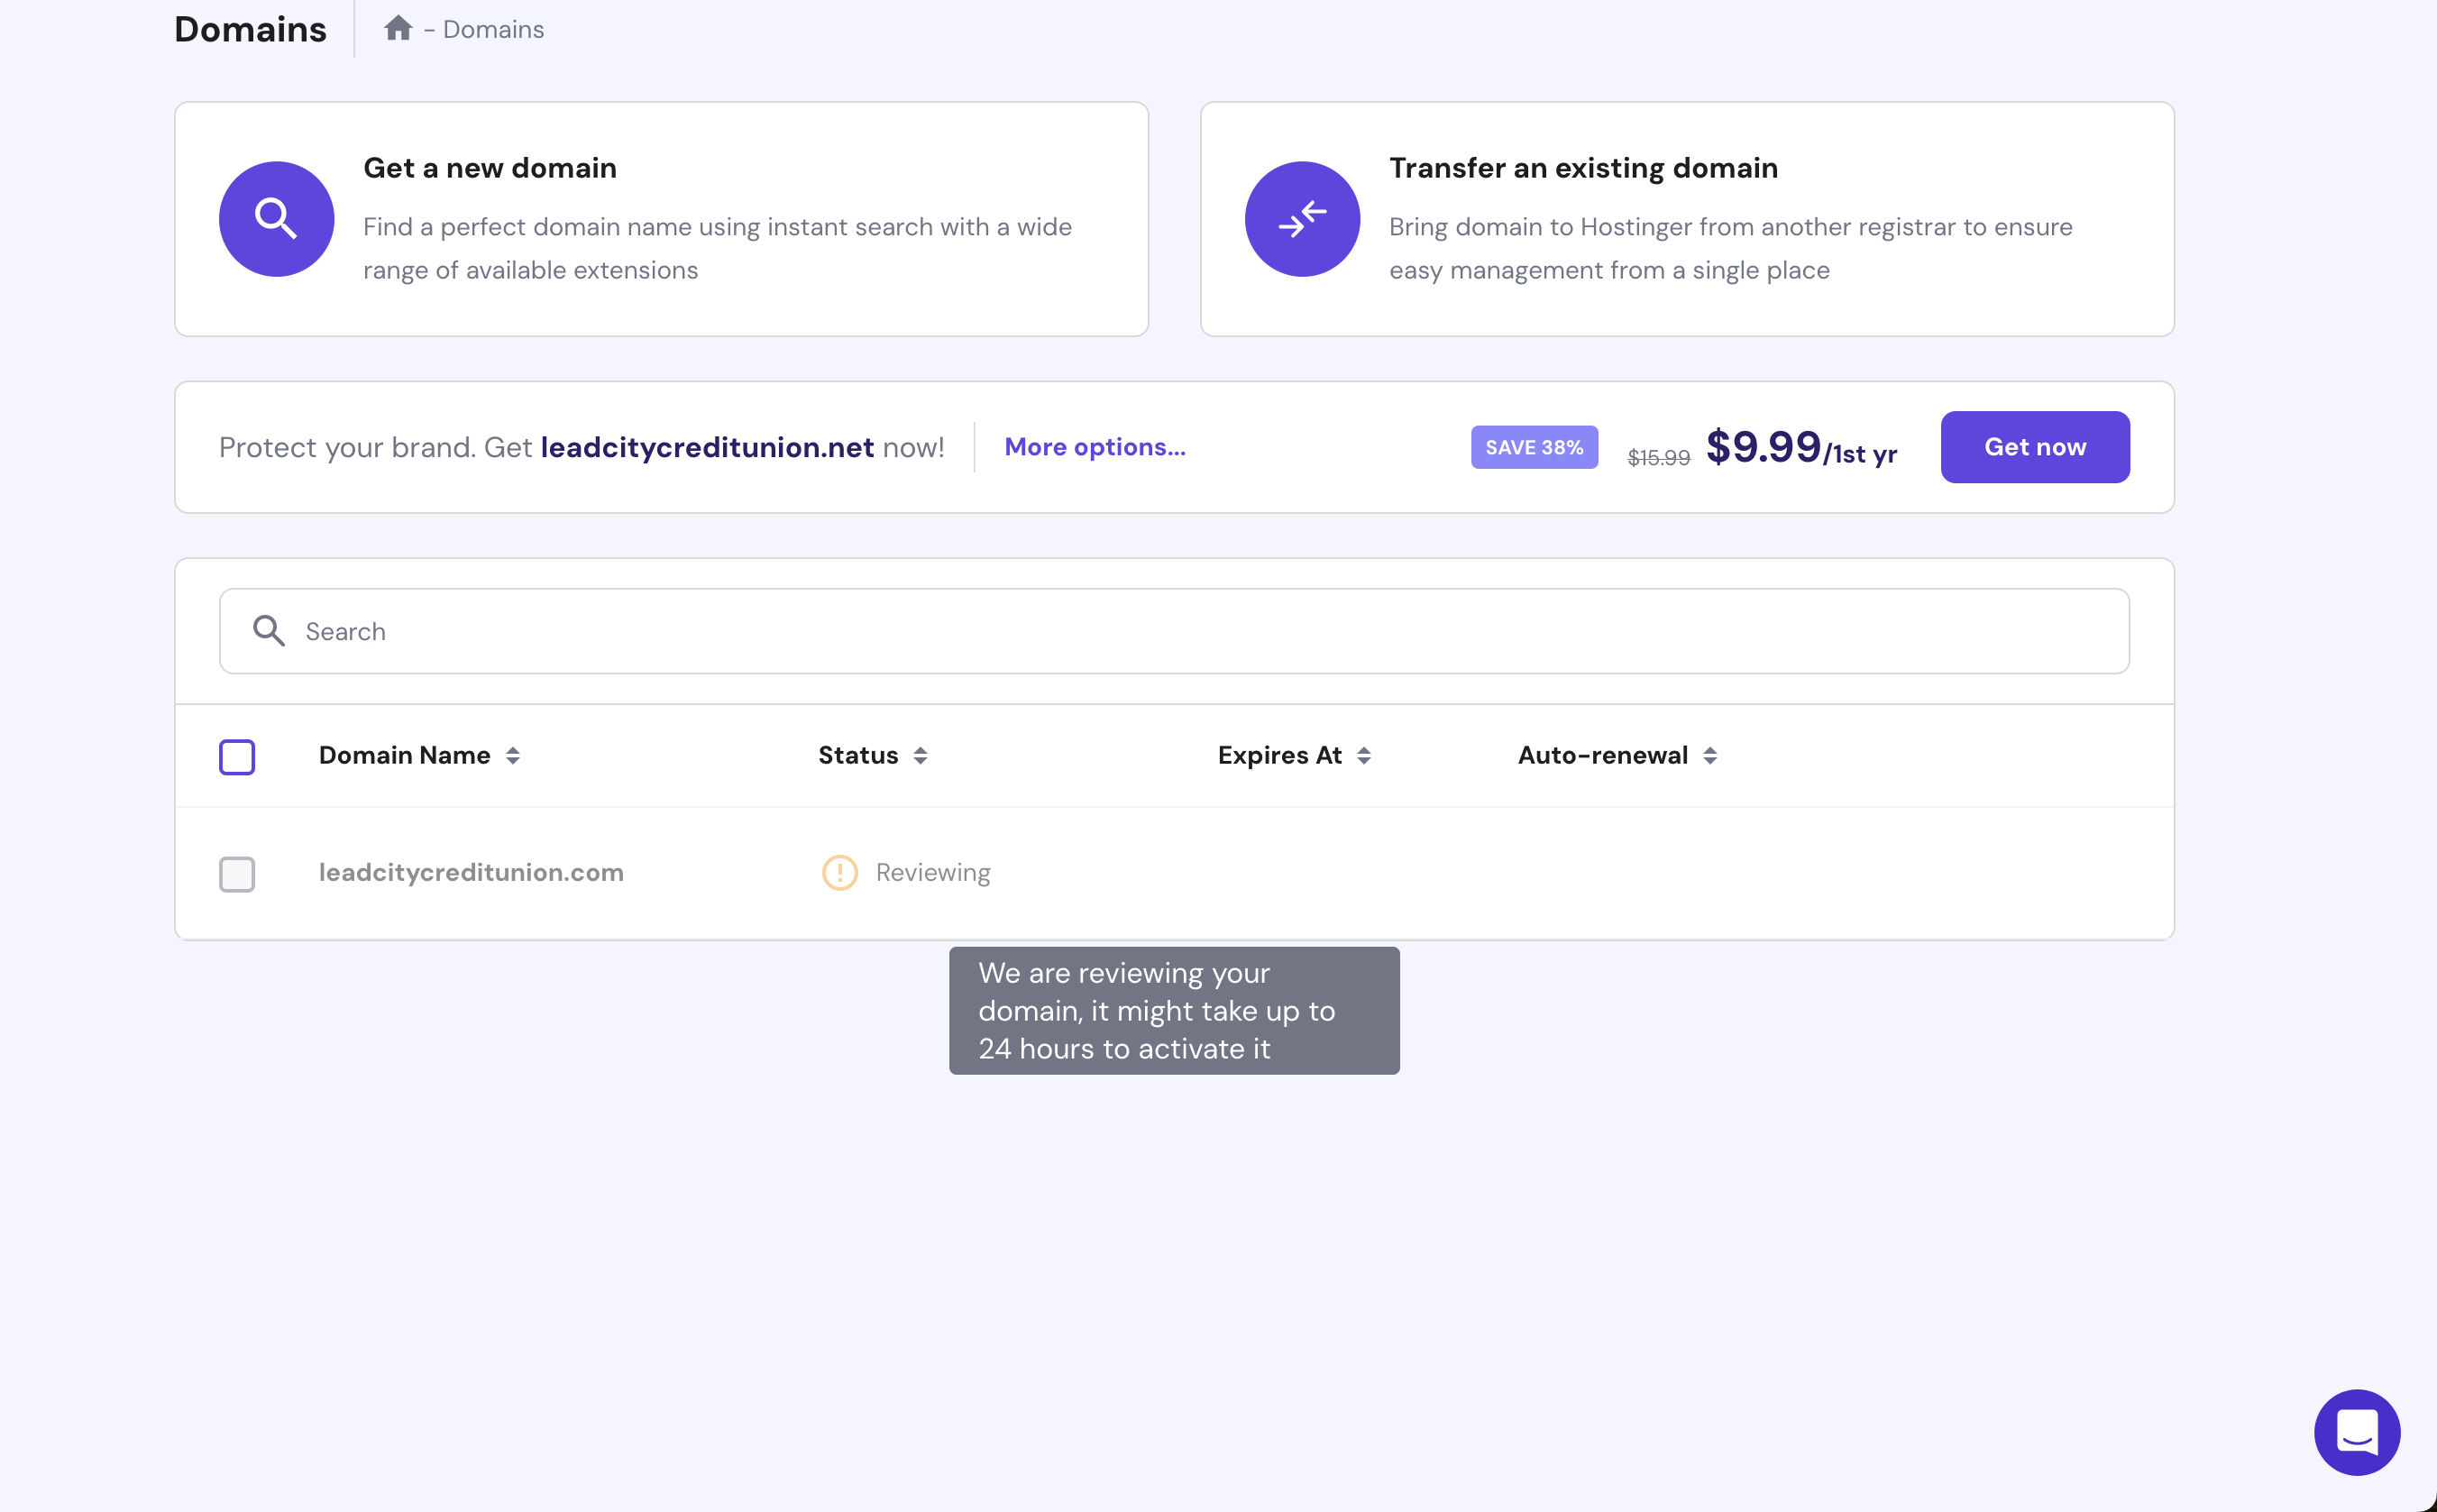 Domains
- Domains
Get a new domain
Find a perfect domain name using instant search with a wide
range of available extensions
Transfer an existing domain
Bring domain to Hostinger from another registrar to ensure
easy management from a single place
Protect your brand. Get leadcitycreditunion.net now!
More options...
SAVE 38%
$15.99 $9.99/1st yr
Get now
Search
Domain Name Status Expires At Auto-renewal
leadcitycreditunion.com Reviewing
We are reviewing your
domain, it might take up to
24 hours to activate it